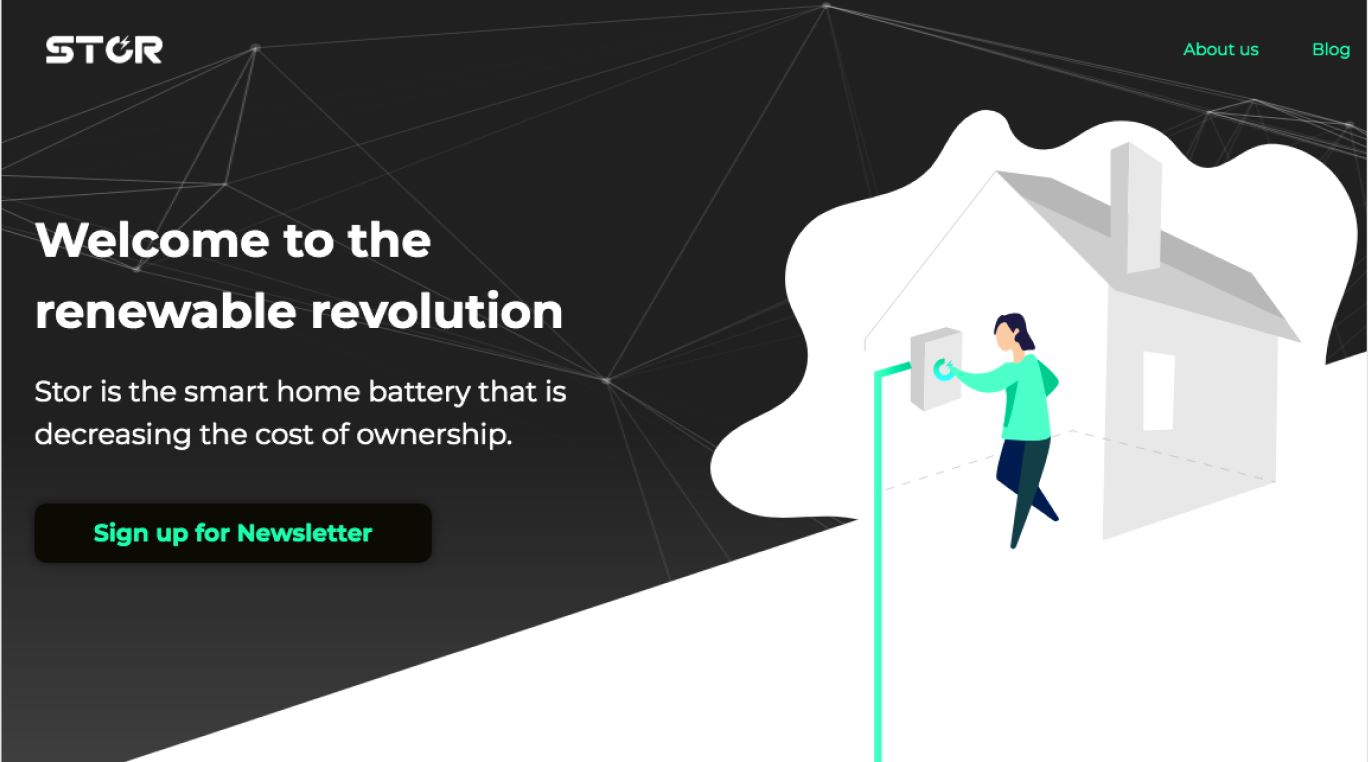 STOR
About us
Blog
Welcome to the
renewable revolution
Stor is the smart home battery that is
decreasing the cost of ownership.
Sign up for Newsletter